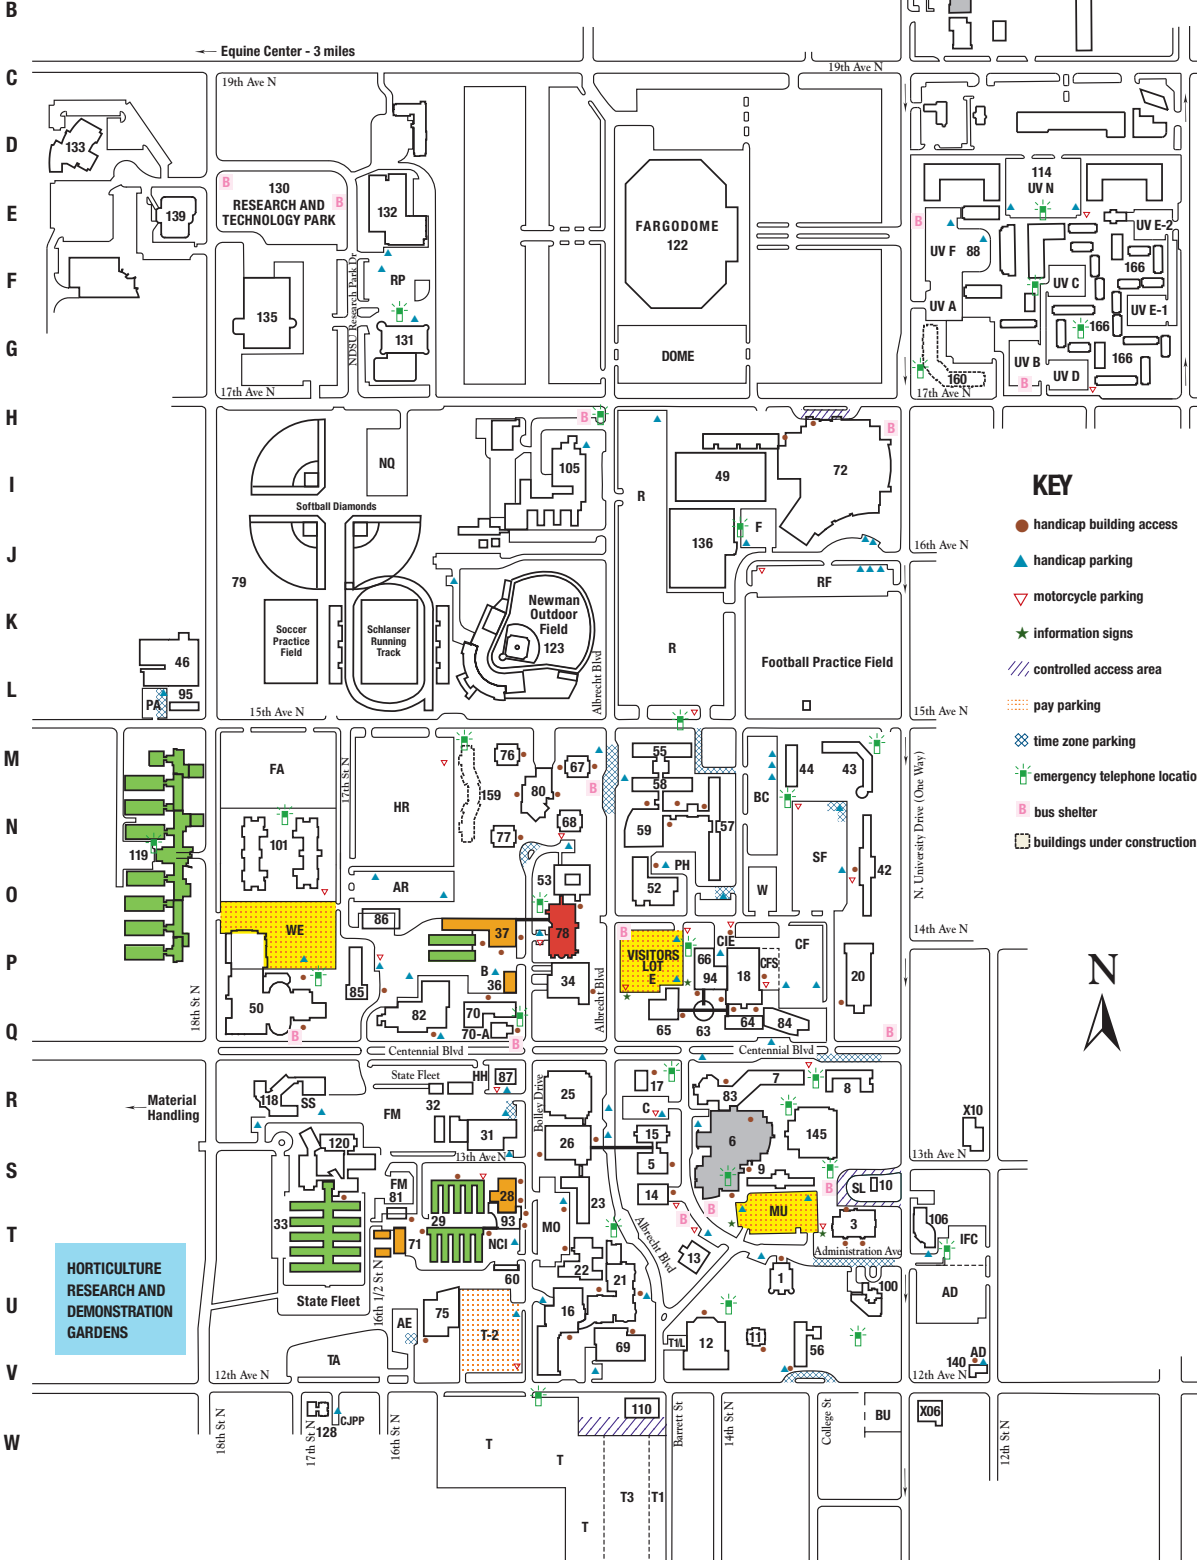 B
C
D
E
F
G
H
I
J
K
L
M
N
O
P
Q
R
S
T
U
V
W
← Equine Center - 3 miles
19th Ave N
19th Ave N
133
139
B
130
RESEARCH AND
TECHNOLOGY PARK
B
132
RP
135
131
NDSU Research Park Dr
17th Ave N
FARGODOME
122
DOME
B
114
UV N
UV F
88
UV A
UV C
UV E-2
166
UV E-1
166
166
UV B
B
UV D
160
17th Ave N
NQ
Softball Diamonds
79
105
B
Soccer
Practice
Field
Schlanser
Running
Track
Newman
Outdoor
Field
123
R
49
72
B
136
F
RF
R
Football Practice Field
16th Ave N
KEY
handicap building access
handicap parking
motorcycle parking
information signs
controlled access area
pay parking
time zone parking
emergency telephone locatio
bus shelter
B
buildings under construction
46
PA
95
15th Ave N
Albrecht Blvd
15th Ave N
FA
17th St N
HR
159
76
67
80
B
77
68
55
58
59
57
BC
44
43
N. University Drive (One Way)
119
101
AR
53
PH
52
W
SF
42
WE
86
37
78
B
VISITORS
LOT
E
CIE
66
94
18
CFS
CF
20
14th Ave N
50
85
B
36
34
82
70
70-A
B
B
Albrecht Blvd
65
63
64
84
B
18th St N
Centennial Blvd
Centennial Blvd
N
← Material
Handling
118
SS
State Fleet
HH
87
32
FM
31
Bolley Drive
25
26
17
C
15
5
83
7
8
6
145
X10
120
13th Ave N
13th Ave N
33
FM
81
28
29
93
71
NCI
60
MO
23
14
B
B
9
B
SL
10
MU
3
106
IFC
Administration Ave
Albrecht Blvd
13
22
21
1
100
AD
HORTICULTURE
RESEARCH AND
DEMONSTRATION
GARDENS
State Fleet
16th 1/2 St N
AE
75
T-2
16
69
T1/L
12
11
56
TA
AD
140
12th Ave N
12th Ave N
18th St N
17th St N
128
CJPP
16th St N
110
Barrett St
14th St N
College St
BU
X06
12th St N
T
T
T3
T1
T